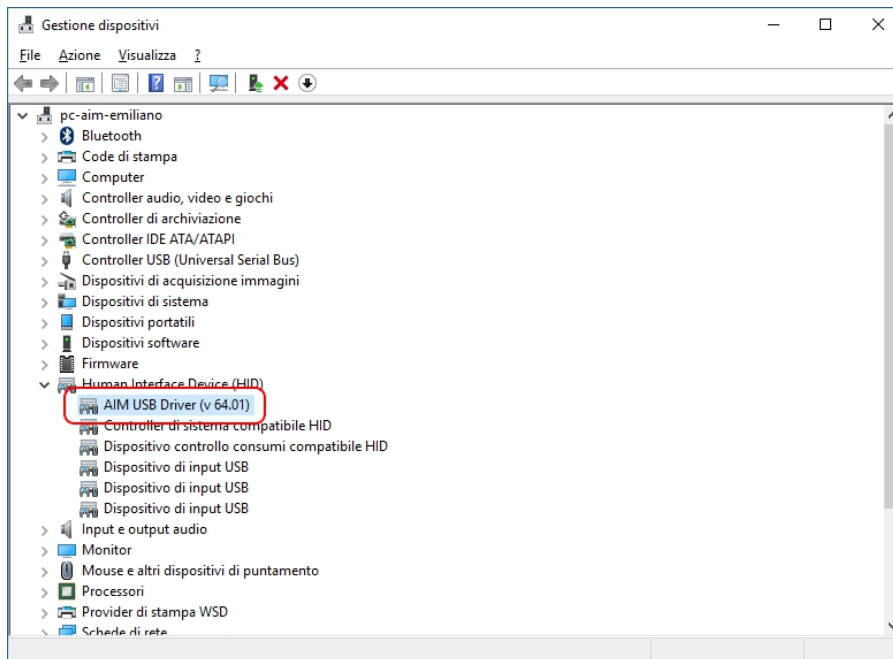 Gestione dispositivi
File Azione Visualizza ?
pc-aim-emiliano
Bluetooth
Code di stampa
Computer
Controller audio, video e giochi
Controller di archiviazione
Controller IDE ATA/ATAPI
Controller USB (Universal Serial Bus)
Dispositivi di acquisizione immagini
Dispositivi di sistema
Dispositivi portatili
Dispositivi software
Firmware
Human Interface Device (HID)
AIM USB Driver (v 64.01)
Controller di sistema compatibile HID
Dispositivo controllo consumi compatibile HID
Dispositivo di input USB
Dispositivo di input USB
Dispositivo di input USB
Input e output audio
Monitor
Mouse e altri dispositivi di puntamento
Processori
Provider di stampa WSD
Schede di rete